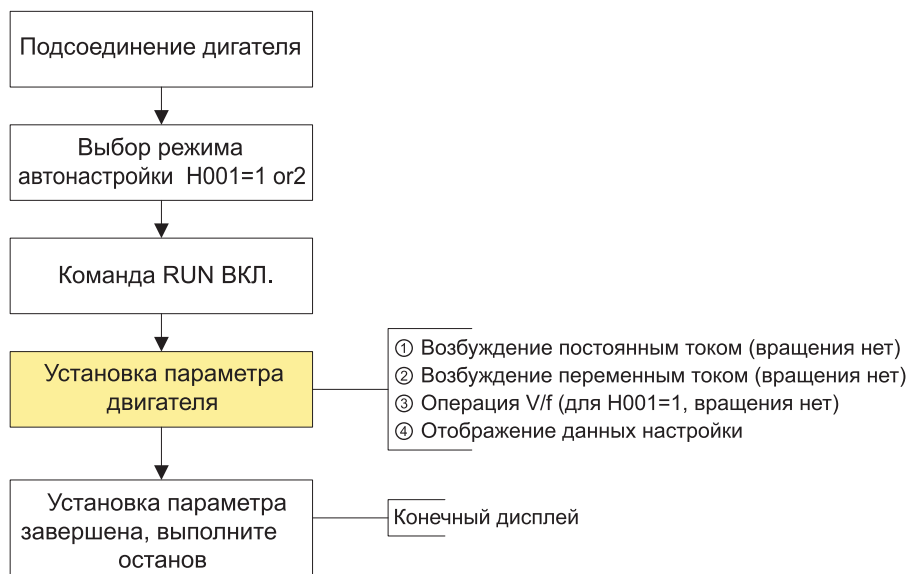 Подсоединение дигателя
Выбор режима
автонастройки H001=1 or2
Команда RUN ВКЛ.
Установка параметра
двигателя
① Возбуждение постоянным током (вращения нет)
② Возбуждение переменным током (вращения нет)
③ Операция V/f (для H001=1, вращения нет)
④ Отображение данных настройки
Установка параметра
завершена, выполните
останов
Конечный дисплей